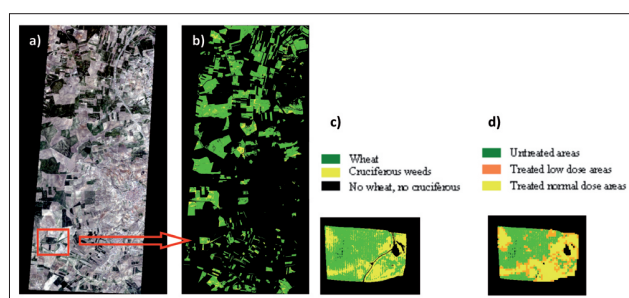 a)
b)
c)
Wheat
Cruciferous weeds
No wheat, no cruciferous
d)
Untreated areas
Treated low dose areas
Treated normal dose areas